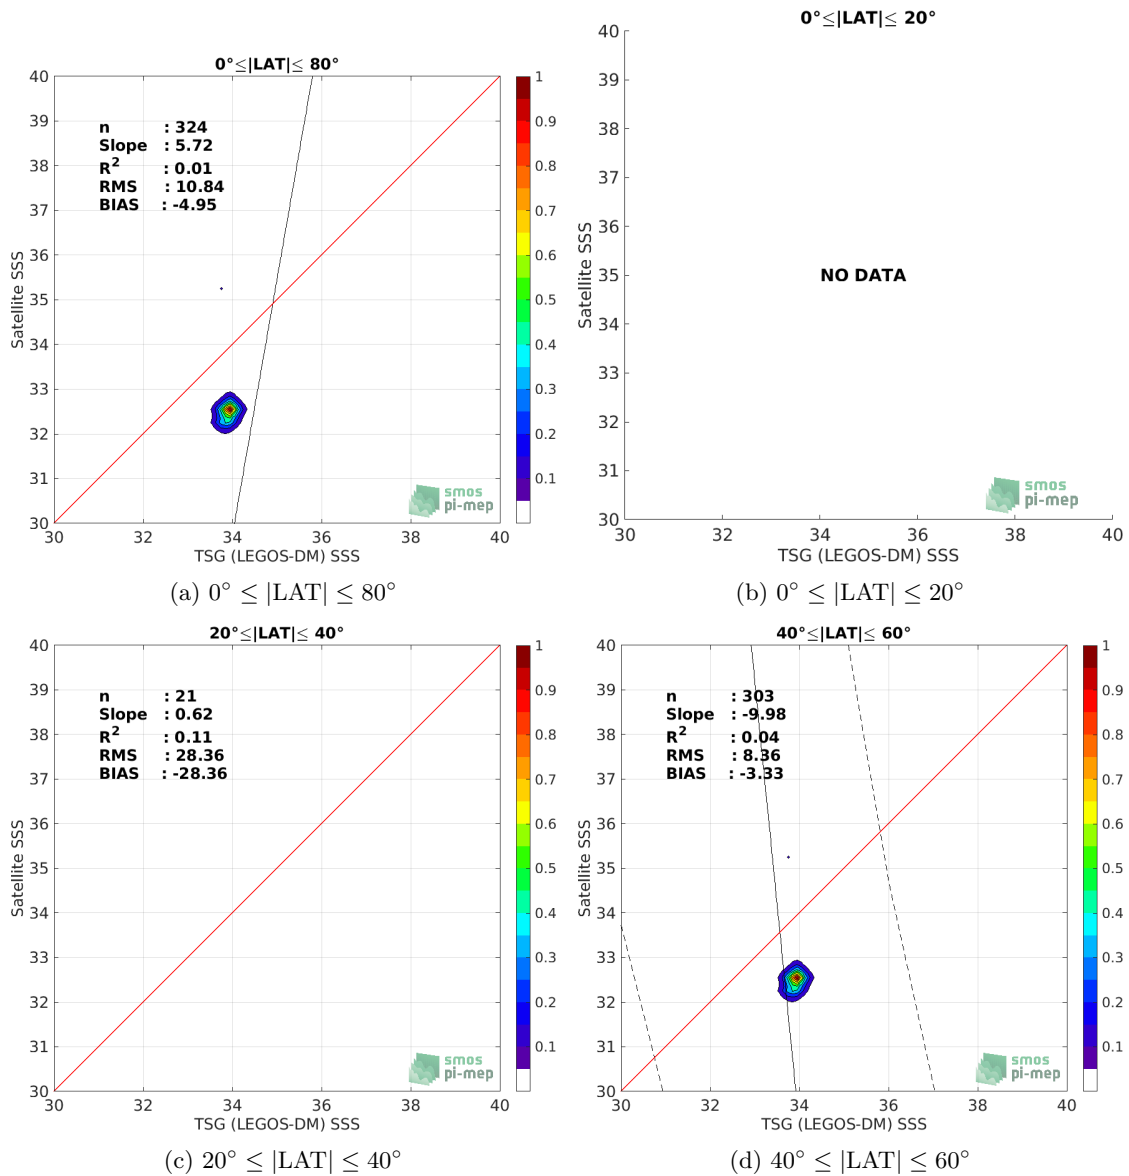 0°≤|LAT|≤ 80°
40
39
38
37
36
35
34
33
32
31
30
Satellite SSS
n : 324
Slope : 5.72
R² : 0.01
RMS : 10.84
BIAS : -4.95
smos
pi-mep
30 32 34 36 38 40
TSG (LEGOS-DM) SSS
1
0.9
0.8
0.7
0.6
0.5
0.4
0.3
0.2
0.1
(a) 0° ≤ |LAT| ≤ 80°
0°≤|LAT|≤ 20°
40
39
38
37
36
35
34
33
32
31
30
Satellite SSS
NO DATA
smos
pi-mep
30 32 34 36 38 40
TSG (LEGOS-DM) SSS
(b) 0° ≤ |LAT| ≤ 20°
20°≤|LAT|≤ 40°
40
39
38
37
36
35
34
33
32
31
30
Satellite SSS
n : 21
Slope : 0.62
R² : 0.11
RMS : 28.36
BIAS : -28.36
smos
pi-mep
30 32 34 36 38 40
TSG (LEGOS-DM) SSS
1
0.9
0.8
0.7
0.6
0.5
0.4
0.3
0.2
0.1
(c) 20° ≤ |LAT| ≤ 40°
40°≤|LAT|≤ 60°
40
39
38
37
36
35
34
33
32
31
30
Satellite SSS
n : 303
Slope : -9.98
R² : 0.04
RMS : 8.36
BIAS : -3.33
smos
pi-mep
30 32 34 36 38 40
TSG (LEGOS-DM) SSS
1
0.9
0.8
0.7
0.6
0.5
0.4
0.3
0.2
0.1
(d) 40° ≤ |LAT| ≤ 60°